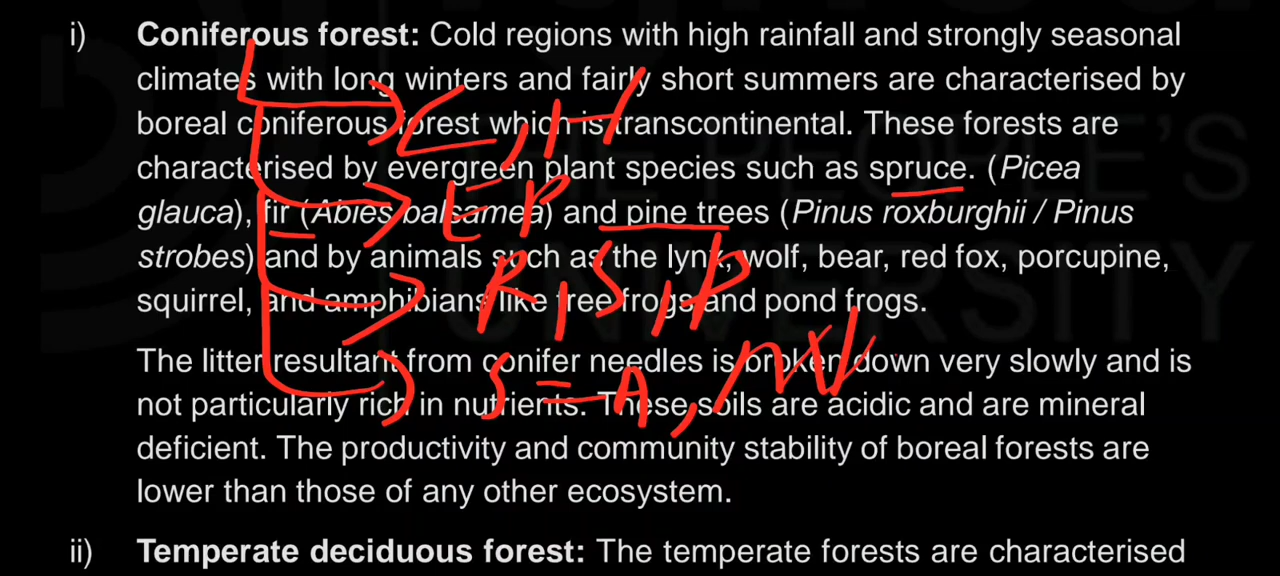 i) Coniferous forest: Cold regions with high rainfall and strongly seasonal
climates with long winters and fairly short summers are characterised by
boreal coniferous forest which is transcontinental. These forests are
characterised by evergreen plant species such as spruce. (Picea
glauca), fir (Abies balsamea) and pine trees (Pinus roxburghii / Pinus
strobes) and by animals such as the lynx, wolf, bear, red fox, porcupine,
squirrel, and amphibians like tree frogs and pond frogs.
The litter resultant from conifer needles is broken down very slowly and is
not particularly rich in nutrients. These soils are acidic and are mineral
deficient. The productivity and community stability of boreal forests are
lower than those of any other ecosystem.
ii) Temperate deciduous forest: The temperate forests are characterised
THE PEOPLE'S
UNIVERSITY
C, H
EP
S = A,